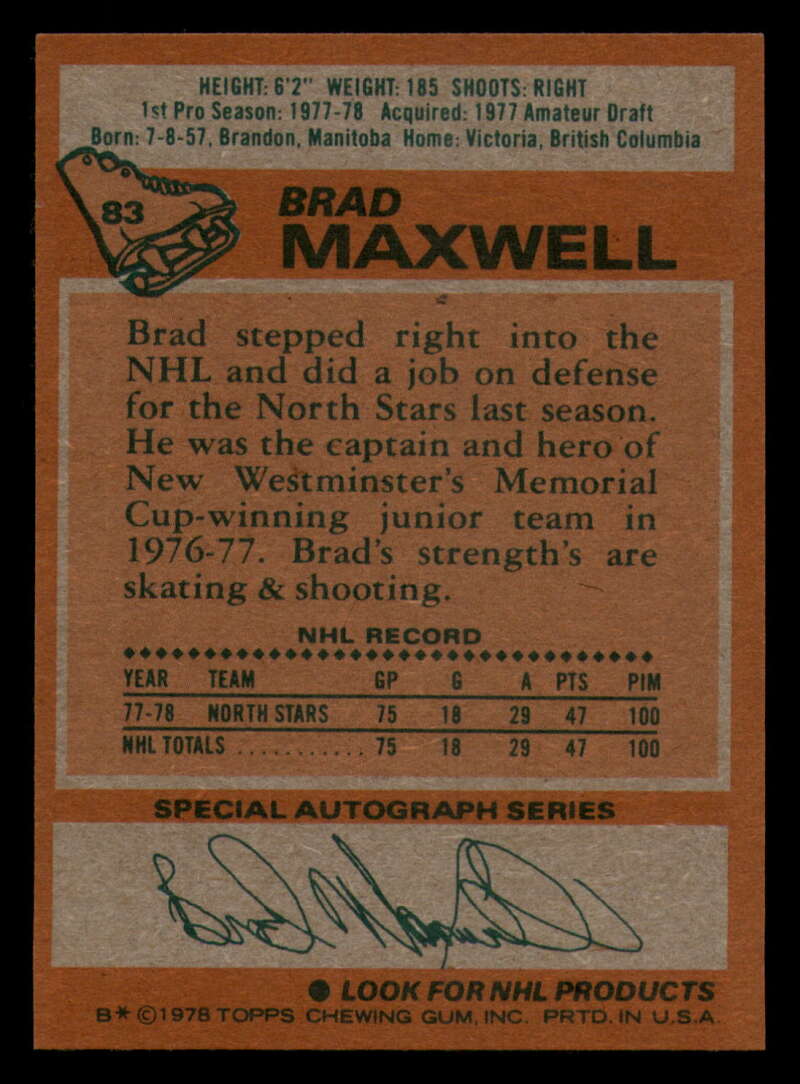 HEIGHT: 6'2" WEIGHT: 185 SHOOTS: RIGHT
1st Pro Season: 1977-78 Acquired: 1977 Amateur Draft
Born: 7-8-57, Brandon, Manitoba Home: Victoria, British Columbia
83
BRAD
MAXWELL
Brad stepped right into the
NHL and did a job on defense
for the North Stars last season.
He was the captain and hero of
New Westminster's Memorial
Cup-winning junior team in
1976-77. Brad's strength's are
skating & shooting.
NHL RECORD
YEAR TEAM GP G A PTS PIM
77-78 NORTH STARS 75 18 29 47 100
NHL TOTALS ........... 75 18 29 47 100
SPECIAL AUTOGRAPH SERIES
Brad Maxwell
● LOOK FOR NHL PRODUCTS
B* ©1978 TOPPS CHEWING GUM, INC. PRTD. IN U.S.A.